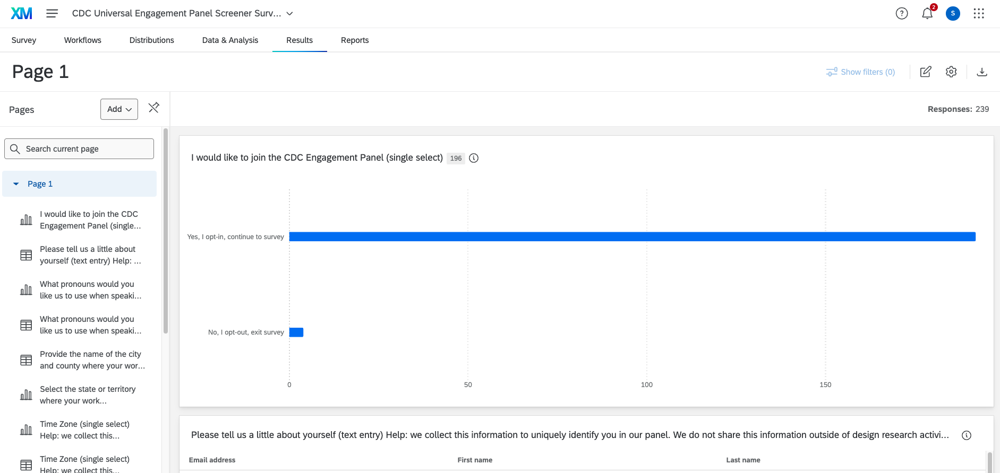 XM
CDC Universal Engagement Panel Screener Surv...
2
S
Survey
Workflows
Distributions
Data & Analysis
Results
Reports
Page 1
Show filters (0)
Pages
Add
Responses: 239
Search current page
Page 1
I would like to join the CDC
Engagement Panel (single...
Please tell us a little about
yourself (text entry) Help: ...
What pronouns would you
like us to use when speaki...
What pronouns would you
like us to use when speaki...
Provide the name of the city
and county where your wor...
Select the state or territory
where your work...
Time Zone (single select)
Help: we collect this...
Time Zone (single select)
Help: we collect this...
I would like to join the CDC Engagement Panel (single select) 196
Yes, I opt-in, continue to survey
No, I opt-out, exit survey
0
50
100
150
Please tell us a little about yourself (text entry) Help: we collect this information to uniquely identify you in our panel. We do not share this information outside of design research activi...
Email address
First name
Last name